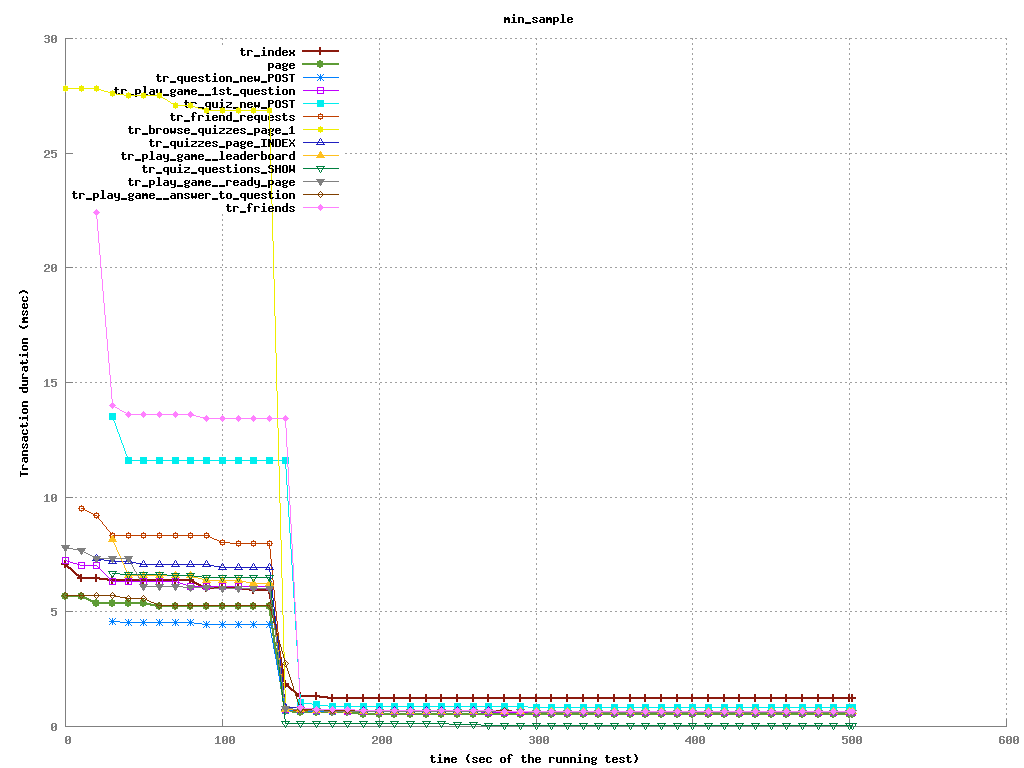 min_sample
30
25
20
15
10
5
0
Transaction duration (msec)
tr_index
page
tr_question_new_POST
tr_play_game__1st_question
tr_quiz_new_POST
tr_friend_requests
tr_browse_quizzes_page_1
tr_quizzes_page_INDEX
tr_play_game__leaderboard
tr_quiz_questions_SHOW
tr_play_game__ready_page
tr_play_game__answer_to_question
tr_friends
0 100 200 300 400 500 600
time (sec of the running test)